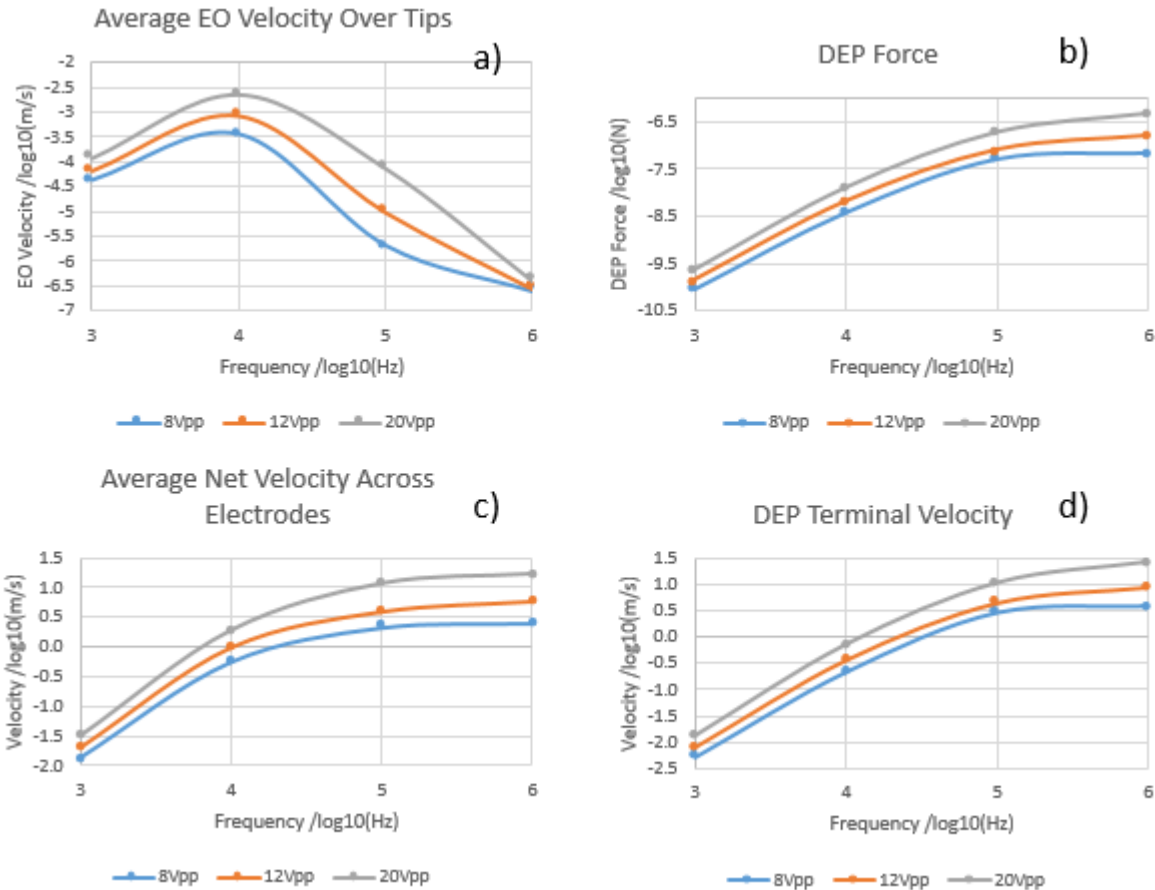 Average EO Velocity Over Tips
a)
EO Velocity /log10(m/s)
-2
-2.5
-3
-3.5
-4
-4.5
-5
-5.5
-6
-6.5
-7
3 4 5 6
Frequency /log10(Hz)
8Vpp 12Vpp 20Vpp
b)
DEP Force
DEP Force /log10(N)
-6.5
-7.5
-8.5
-9.5
-10.5
3 4 5 6
Frequency /log10(Hz)
8Vpp 12Vpp 20Vpp
Average Net Velocity Across
Electrodes
c)
Velocity /log10(m/s)
1.5
1.0
0.5
0.0
-0.5
-1.0
-1.5
-2.0
3 4 5 6
Frequency /log10(Hz)
8Vpp 12Vpp 20Vpp
DEP Terminal Velocity
d)
Velocity /log10(m/s)
1.5
1.0
0.5
0.0
-0.5
-1.0
-1.5
-2.0
-2.5
3 4 5 6
Frequency /log10(Hz)
8Vpp 12Vpp 20Vpp